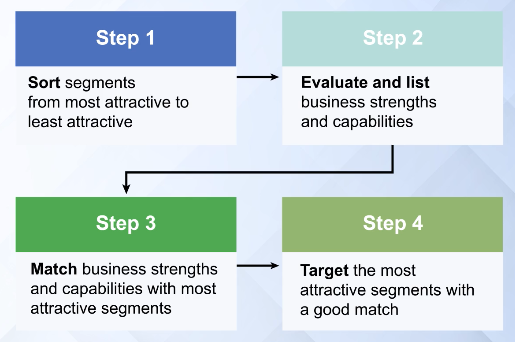 Step 1
Sort segments
from most attractive to
least attractive
Step 2
Evaluate and list
business strengths
and capabilities
Step 3
Match business strengths
and capabilities with most
attractive segments
Step 4
Target the most
attractive segments with
a good match